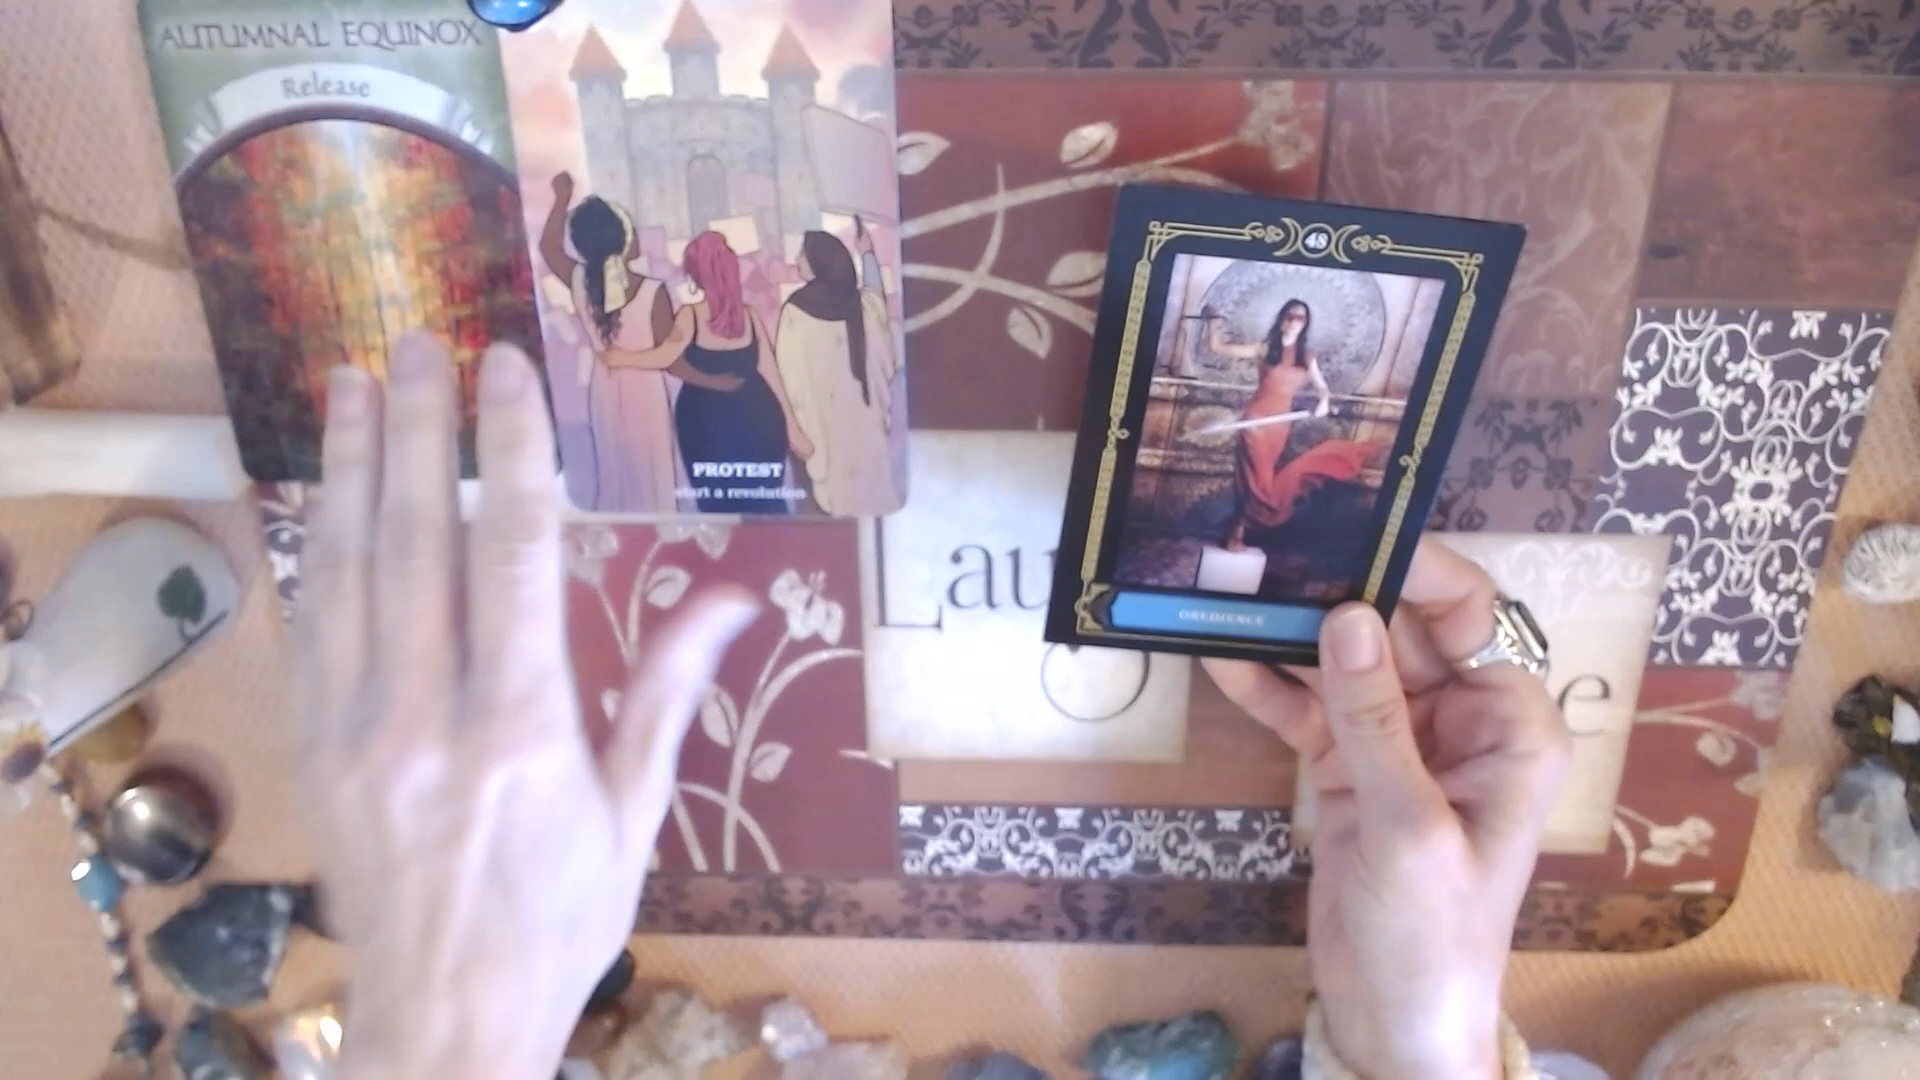 AUTUMNAL EQUINOX
Release
PROTEST
start a revolution
48
OBEDIENCE
Lau
e